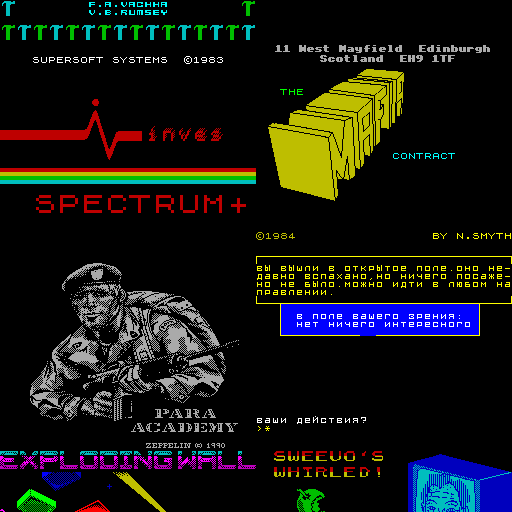 F.A. VACHHA
V.B. RUMSEY
SUPERSOFT SYSTEMS ©1983
inves
SPECTRUM+
11 West Mayfield Edinburgh
Scotland EH9 1TF
THE
MAFIA
CONTRACT
©1984 BY N.SMYTH
PARA
ACADEMY
ZEPPELIN © 1990
вы вышли в открытое поле.оно не-
давно вспахано,но ничего посаже-
но не было.можно идти в любом на
правлении.
в поле вашего зрения:
нет ничего интересного
ваши действия?
>*
EXPLODING WALL
SWEEVO'S
WHIRLED!